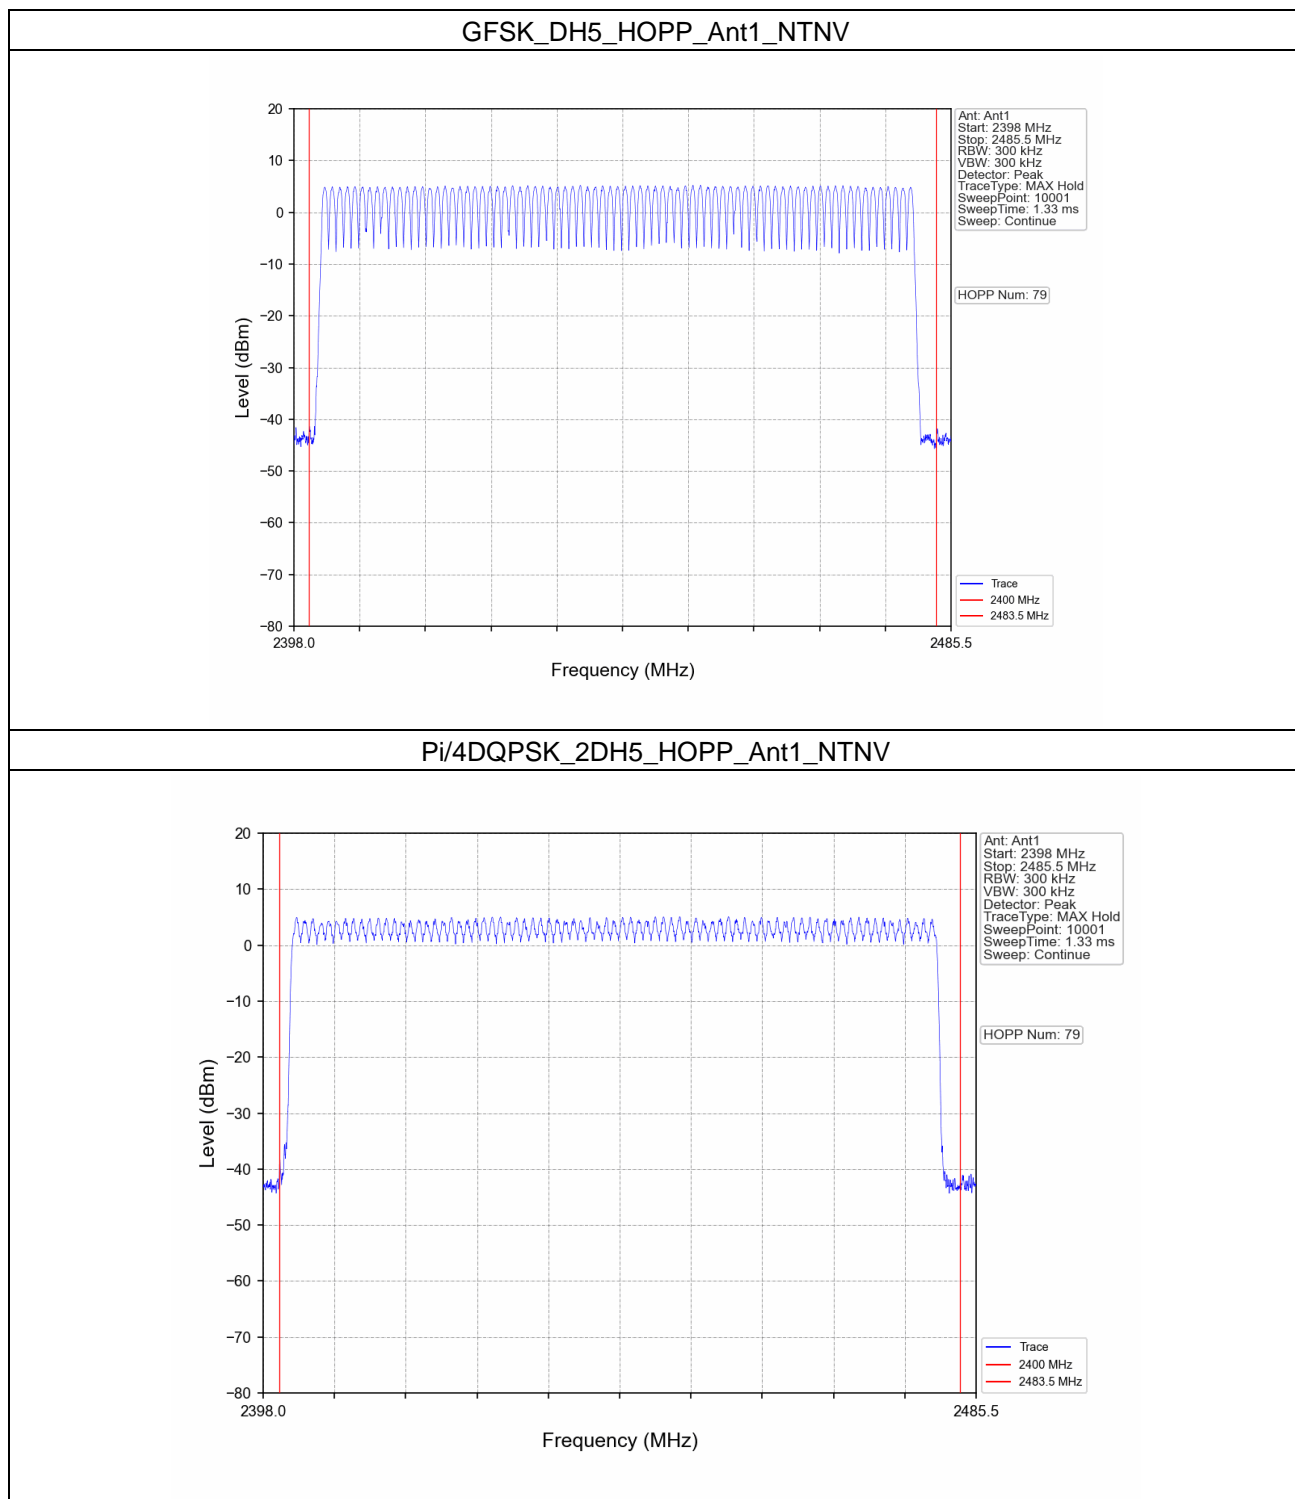 GFSK_DH5_HOPP_Ant1_NTNV
20
10
0
−10
−20
−30
−40
−50
−60
−70
−80
Level (dBm)
2398.0
2485.5
Frequency (MHz)
Ant: Ant1
Start: 2398 MHz
Stop: 2485.5 MHz
RBW: 300 kHz
VBW: 300 kHz
Detector: Peak
TraceType: MAX Hold
SweepPoint: 10001
SweepTime: 1.33 ms
Sweep: Continue
HOPP Num: 79
Trace
2400 MHz
2483.5 MHz
Pi/4DQPSK_2DH5_HOPP_Ant1_NTNV
20
10
0
−10
−20
−30
−40
−50
−60
−70
−80
Level (dBm)
2398.0
2485.5
Frequency (MHz)
Ant: Ant1
Start: 2398 MHz
Stop: 2485.5 MHz
RBW: 300 kHz
VBW: 300 kHz
Detector: Peak
TraceType: MAX Hold
SweepPoint: 10001
SweepTime: 1.33 ms
Sweep: Continue
HOPP Num: 79
Trace
2400 MHz
2483.5 MHz